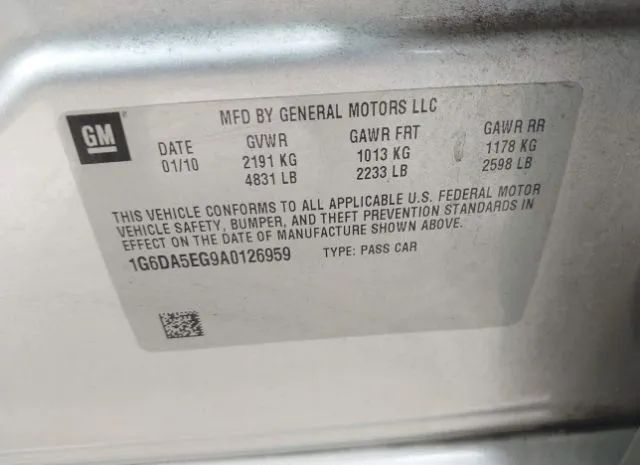 MFD BY GENERAL MOTORS LLC
GM
DATE GVWR GAWR FRT GAWR RR
01/10 2191 KG 1013 KG 1178 KG
4831 LB 2233 LB 2598 LB
THIS VEHICLE CONFORMS TO ALL APPLICABLE U.S. FEDERAL MOTOR
VEHICLE SAFETY, BUMPER, AND THEFT PREVENTION STANDARDS IN
EFFECT ON THE DATE OF MANUFACTURE SHOWN ABOVE.
1G6DA5EG9A0126959 TYPE: PASS CAR